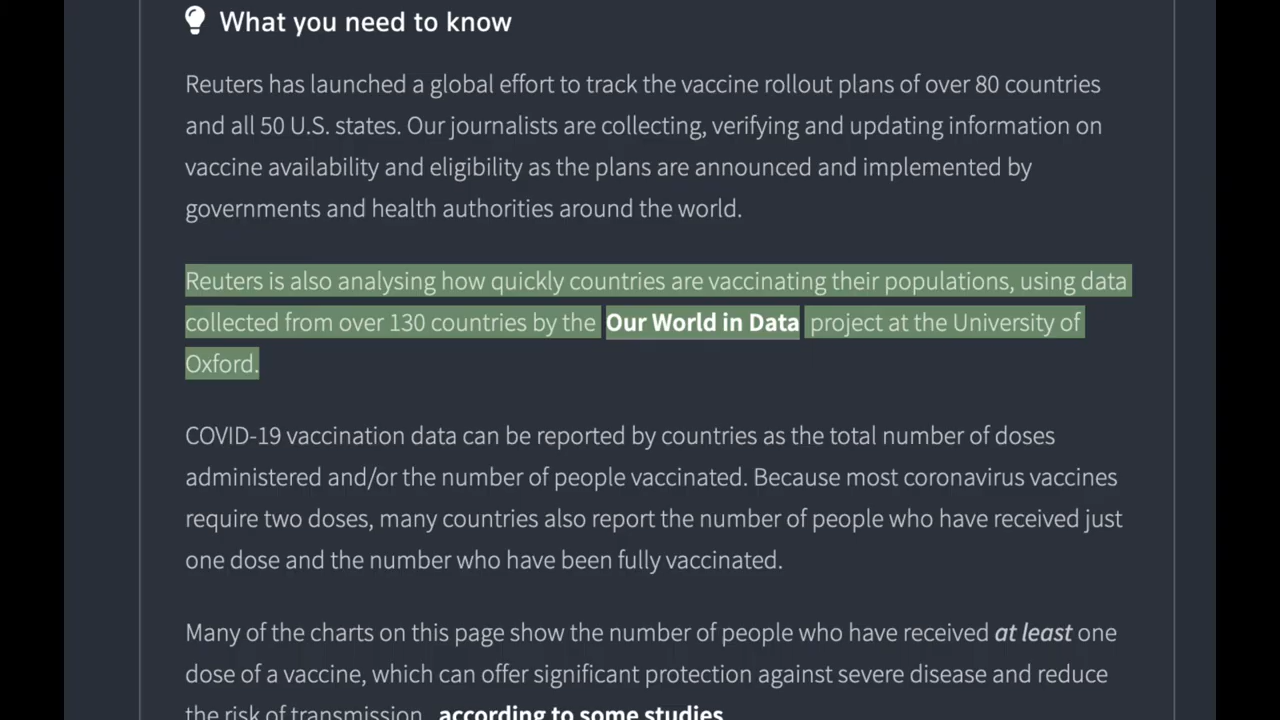 What you need to know
Reuters has launched a global effort to track the vaccine rollout plans of over 80 countries
and all 50 U.S. states. Our journalists are collecting, verifying and updating information on
vaccine availability and eligibility as the plans are announced and implemented by
governments and health authorities around the world.
Reuters is also analysing how quickly countries are vaccinating their populations, using data
collected from over 130 countries by the Our World in Data project at the University of
Oxford.
COVID-19 vaccination data can be reported by countries as the total number of doses
administered and/or the number of people vaccinated. Because most coronavirus vaccines
require two doses, many countries also report the number of people who have received just
one dose and the number who have been fully vaccinated.
Many of the charts on this page show the number of people who have received at least one
dose of a vaccine, which can offer significant protection against severe disease and reduce
the risk of transmission, according to some studies.